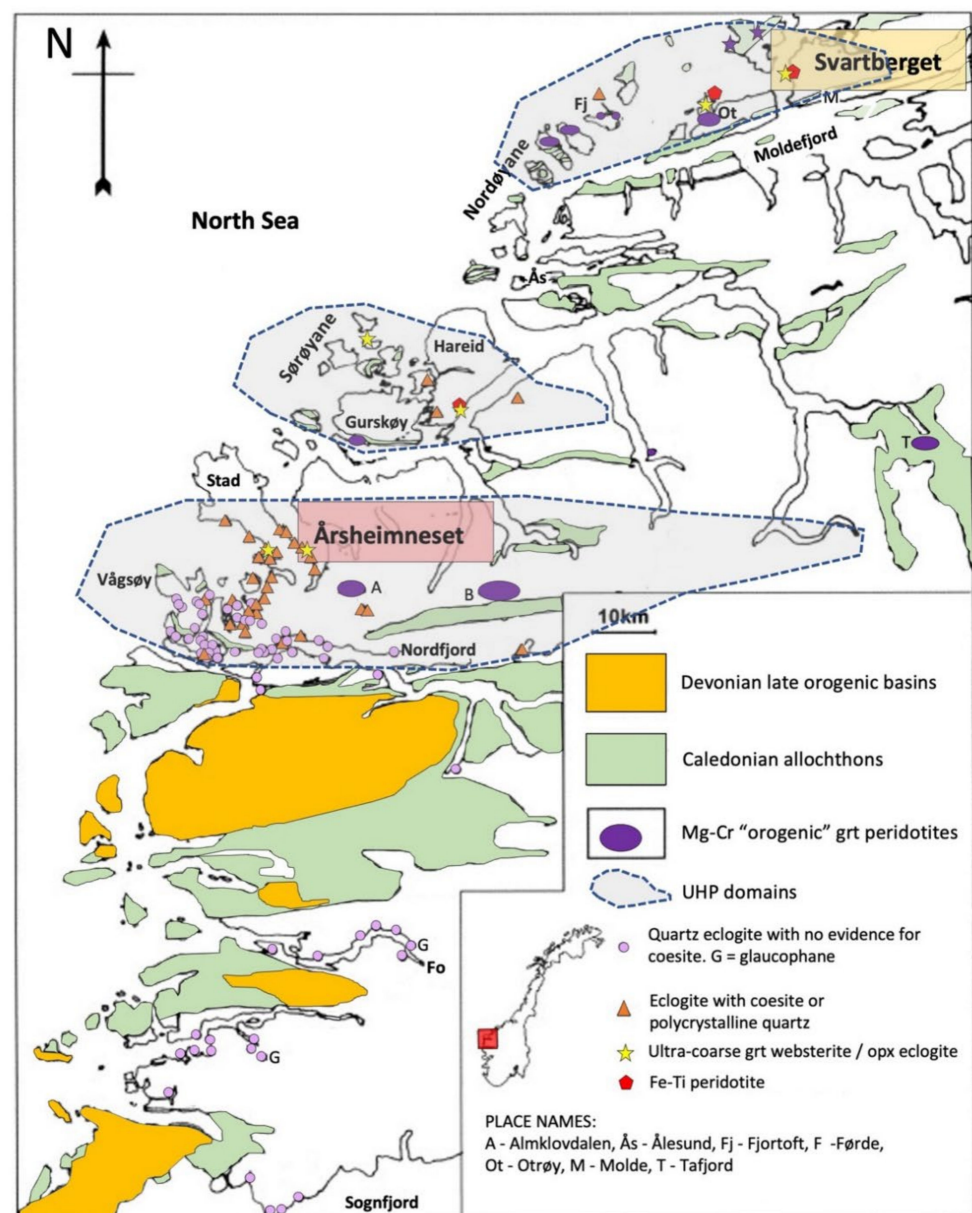 N
Svartberget
Fj
M
Ot
Moldefjord
Nordøyane
North Sea
Ås
Sørøyane
Hareid
Gurskøy
T
Stad
Årsheimneset
Vågsøy
A
B
10km
Nordfjord
Devonian late orogenic basins
Caledonian allochthons
Mg-Cr “orogenic” grt peridotites
UHP domains
G
Fo
Quartz eclogite with no evidence for
coesite. G = glaucophane
Eclogite with coesite or
polycrystalline quartz
G
Ultra-coarse grt websterite / opx eclogite
Fe-Ti peridotite
PLACE NAMES:
A - Almklovdalen, Ås - Ålesund, Fj - Fjortoft, F -Førde,
Ot - Otrøy, M - Molde, T - Tafjord
Sognfjord